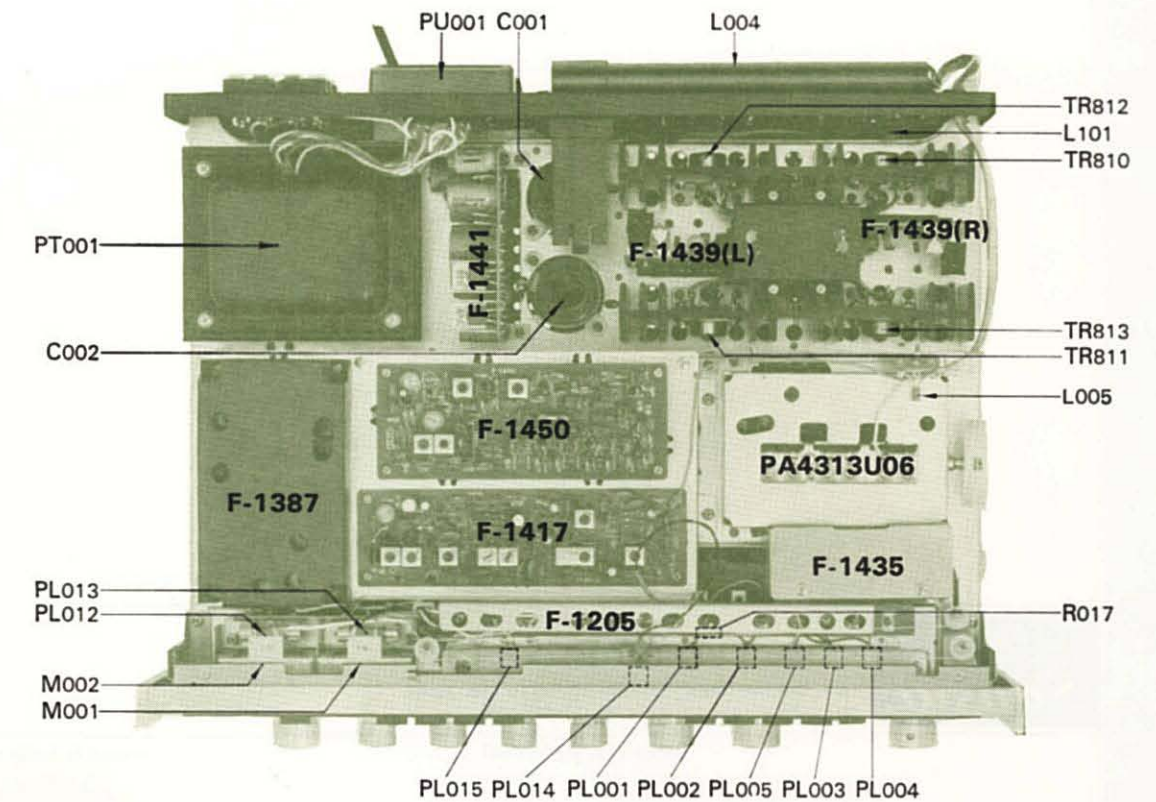 PU001 C001 L004
TR812
L101
TR810
PT001
F-1441
F-1439(L)
F-1439(R)
C002
TR813
TR811
L005
F-1450
PA4313U06
F-1387
F-1417
F-1435
PL013
PL012
F-1205
R017
M002
M001
PL015 PL014 PL001 PL002 PL005 PL003 PL004